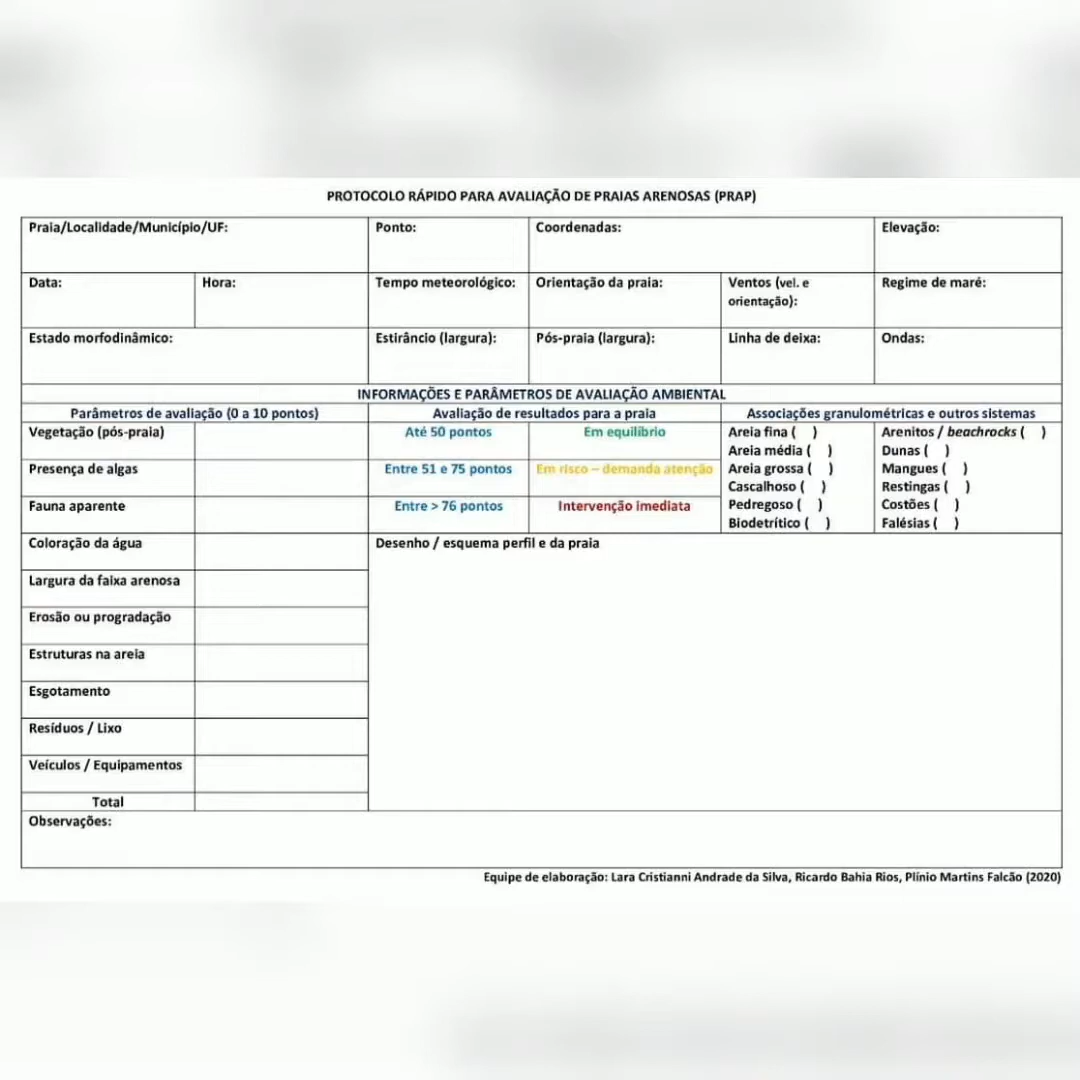 PROTOCOLO RÁPIDO PARA AVALIAÇÃO DE PRAIAS ARENOSAS (PRAP)
Praia/Localidade/Município/UF:
Ponto:
Coordenadas:
Elevação:
Data:
Hora:
Tempo meteorológico:
Orientação da praia:
Ventos (vel. e
orientação):
Regime de maré:
Estado morfodinâmico:
Estirâncio (largura):
Pós-praia (largura):
Linha de deixa:
Ondas:
INFORMAÇÕES E PARÂMETROS DE AVALIAÇÃO AMBIENTAL
Parâmetros de avaliação (0 a 10 pontos)
Avaliação de resultados para a praia
Associações granulométricas e outros sistemas
Vegetação (pós-praia)
Presença de algas
Fauna aparente
Coloração da água
Largura da faixa arenosa
Erosão ou progradação
Estruturas na areia
Esgotamento
Resíduos / Lixo
Veículos / Equipamentos
Total
Até 50 pontos
Em equilíbrio
Entre 51 e 75 pontos
Em risco – demanda atenção
Entre > 76 pontos
Intervenção imediata
Areia fina ( )
Areia média ( )
Areia grossa ( )
Cascalhoso ( )
Pedregoso ( )
Biodetrítico ( )
Arenitos / beachrocks ( )
Dunas ( )
Mangues ( )
Restingas ( )
Costões ( )
Falésias ( )
Desenho / esquema perfil e da praia
Observações:
Equipe de elaboração: Lara Cristianni Andrade da Silva, Ricardo Bahia Rios, Plínio Martins Falcão (2020)